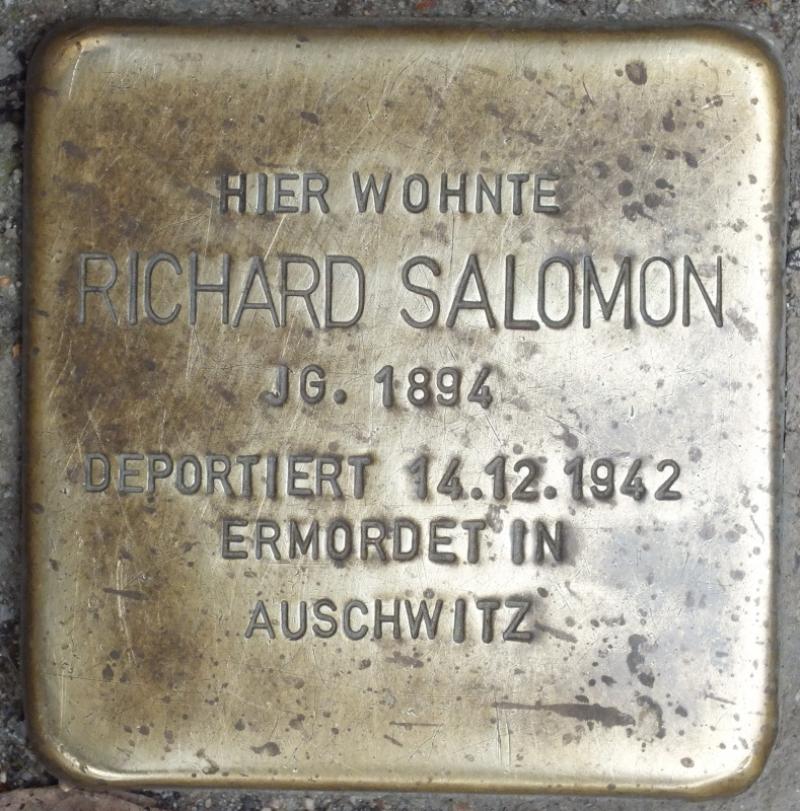 HIER WOHNTE
RICHARD SALOMON
JG. 1894
DEPORTIERT 14.12.1942
ERMORDET IN
AUSCHWITZ